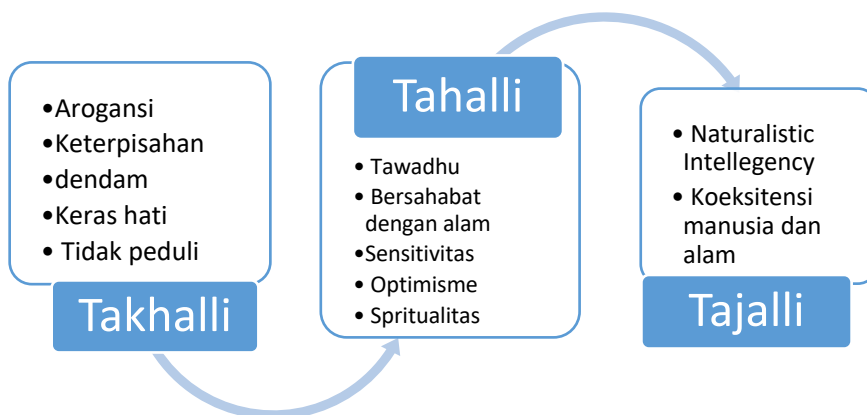 •Arogansi
•Keterpisahan
•dendam
•Keras hati
• Tidak peduli
Takhalli
Tahalli
• Tawadhu
• Bersahabat
dengan alam
•Sensitivitas
• Optimisme
• Spritualitas
• Naturalistic
Intellegency
• Koeksitensi
manusia dan
alam
Tajalli